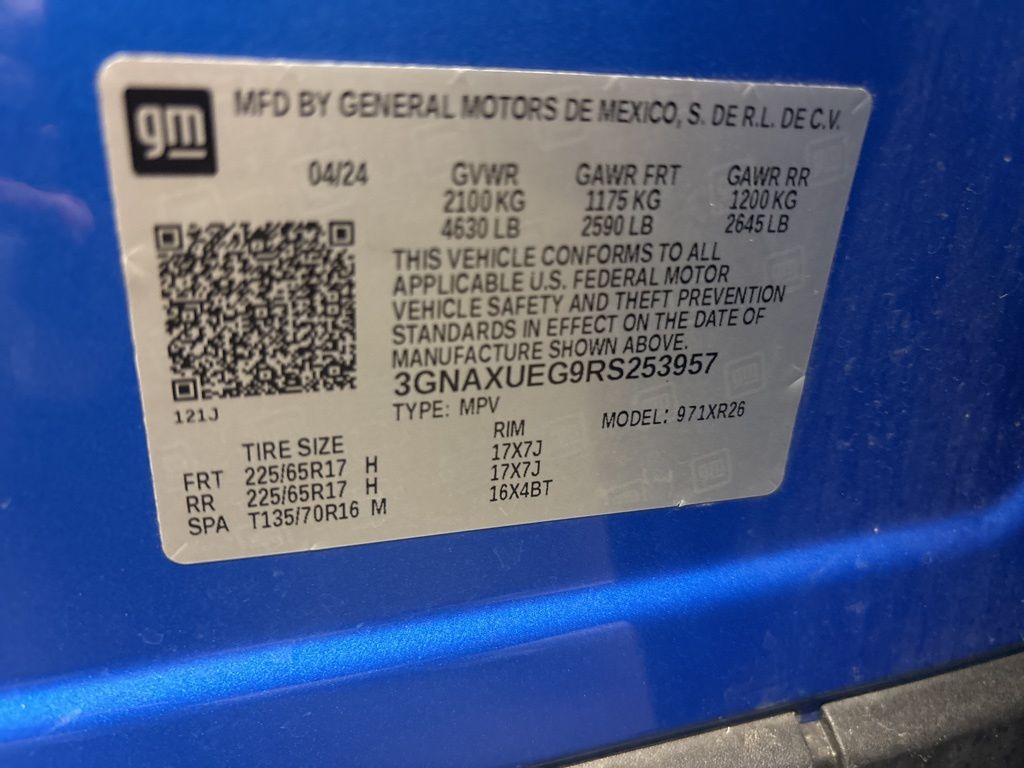 gm
MFD BY GENERAL MOTORS DE MEXICO, S. DE R.L. DE C.V.
04/24 GVWR GAWR FRT GAWR RR
2100 KG 1175 KG 1200 KG
4630 LB 2590 LB 2645 LB
THIS VEHICLE CONFORMS TO ALL
APPLICABLE U.S. FEDERAL MOTOR
VEHICLE SAFETY AND THEFT PREVENTION
STANDARDS IN EFFECT ON THE DATE OF
MANUFACTURE SHOWN ABOVE.
3GNAXUEG9RS253957
121J
TYPE: MPV MODEL: 971XR26
TIRE SIZE RIM
FRT 225/65R17 H 17X7J
RR 225/65R17 H 17X7J
SPA T135/70R16 M 16X4BT